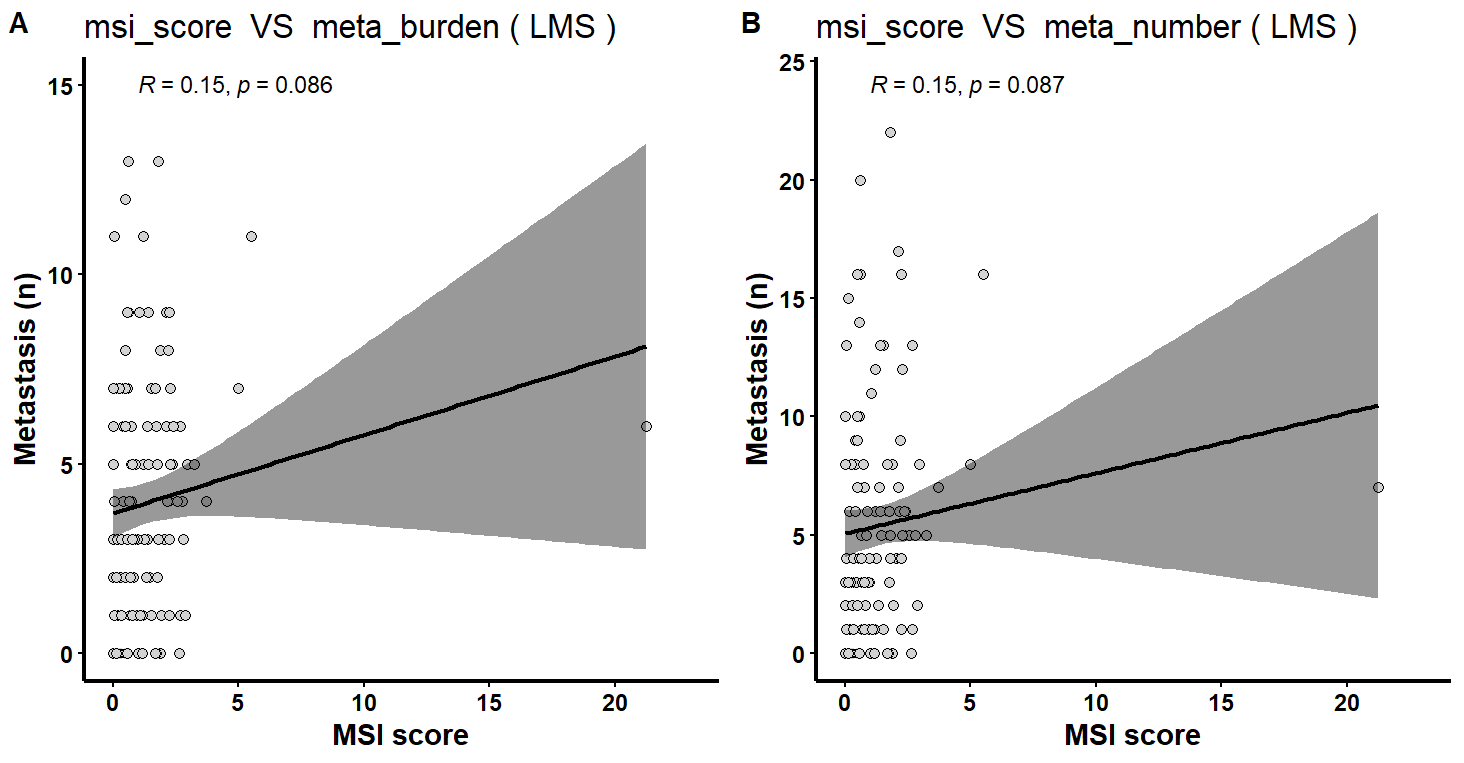 A
msi_score VS meta_burden ( LMS )
R = 0.15, p = 0.086
Metastasis (n)
15
10
5
0
0 5 10 15 20
MSI score
B
msi_score VS meta_number ( LMS )
R = 0.15, p = 0.087
Metastasis (n)
25
20
15
10
5
0
0 5 10 15 20
MSI score